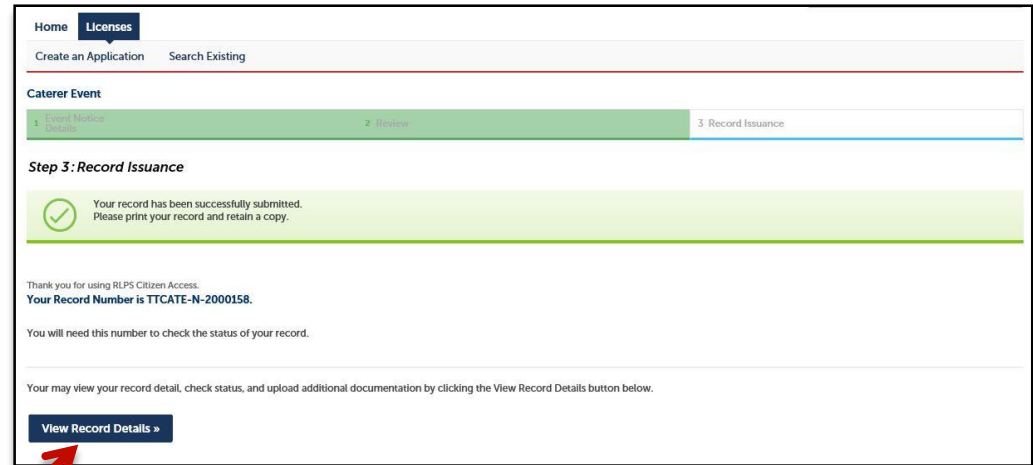 Home Licenses
Create an Application Search Existing
Caterer Event
1 Event Notice Details 2 Review 3 Record Issuance
Step 3: Record Issuance
Your record has been successfully submitted.
Please print your record and retain a copy.
Thank you for using RLPS Citizen Access.
Your Record Number is TTCATE-N-2000158.
You will need this number to check the status of your record.
Your may view your record detail, check status, and upload additional documentation by clicking the View Record Details button below.
View Record Details »